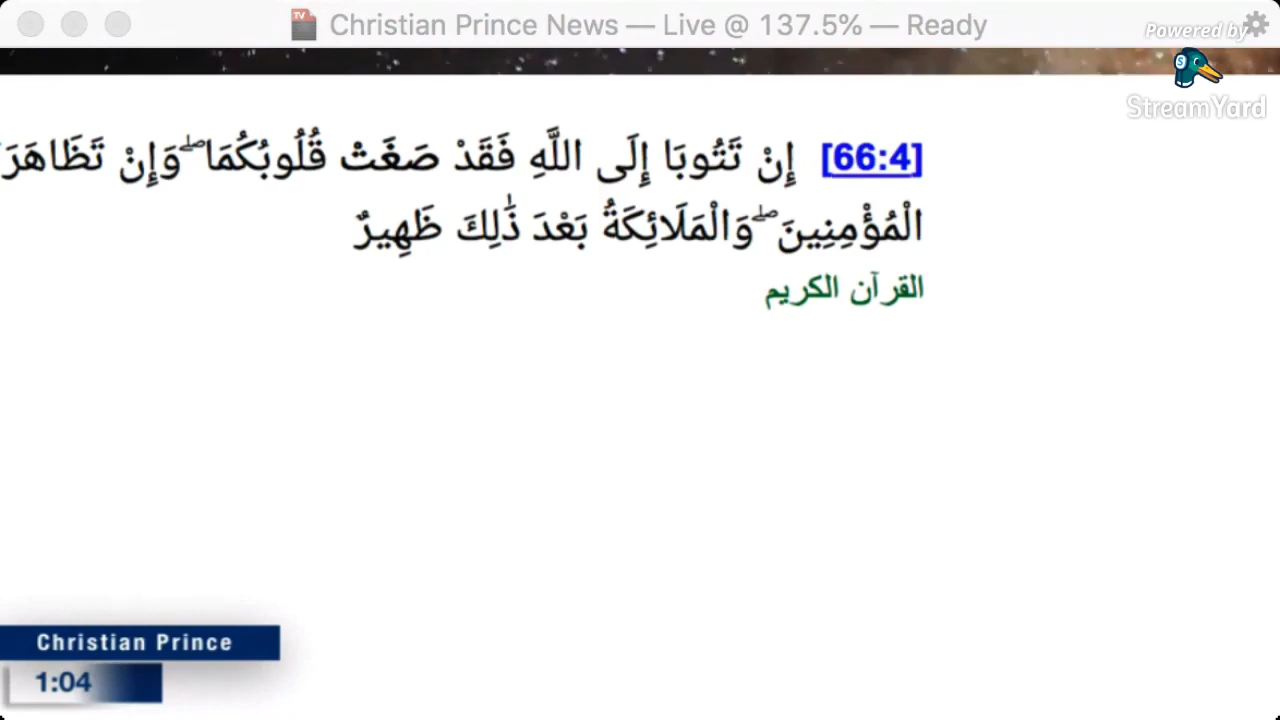 Christian Prince News — Live @ 137.5% — Ready
Powered by
StreamYard
[66:4] إِنْ تَتُوبَا إِلَى اللَّهِ فَقَدْ صَغَتْ قُلُوبُكُمَا ۖ وَإِنْ تَظَاهَرَ
الْمُؤْمِنِينَ ۖ وَالْمَلَائِكَةُ بَعْدَ ذَٰلِكَ ظَهِيرٌ
القرآن الكريم
Christian Prince
1:04